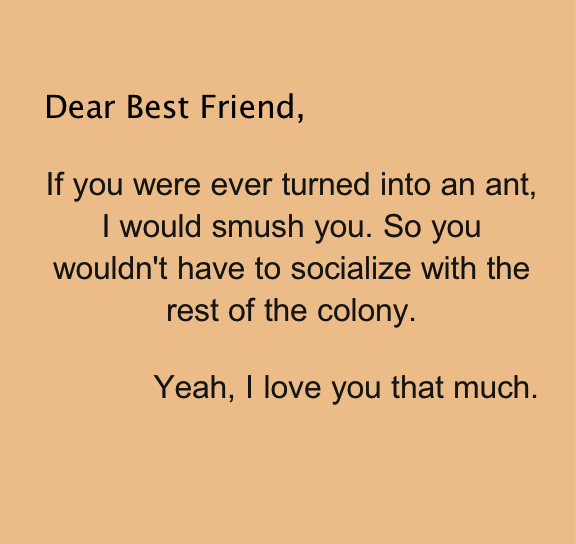 Dear Best Friend,
If you were ever turned into an ant,
I would smush you. So you
wouldn't have to socialize with the
rest of the colony.
Yeah, I love you that much.